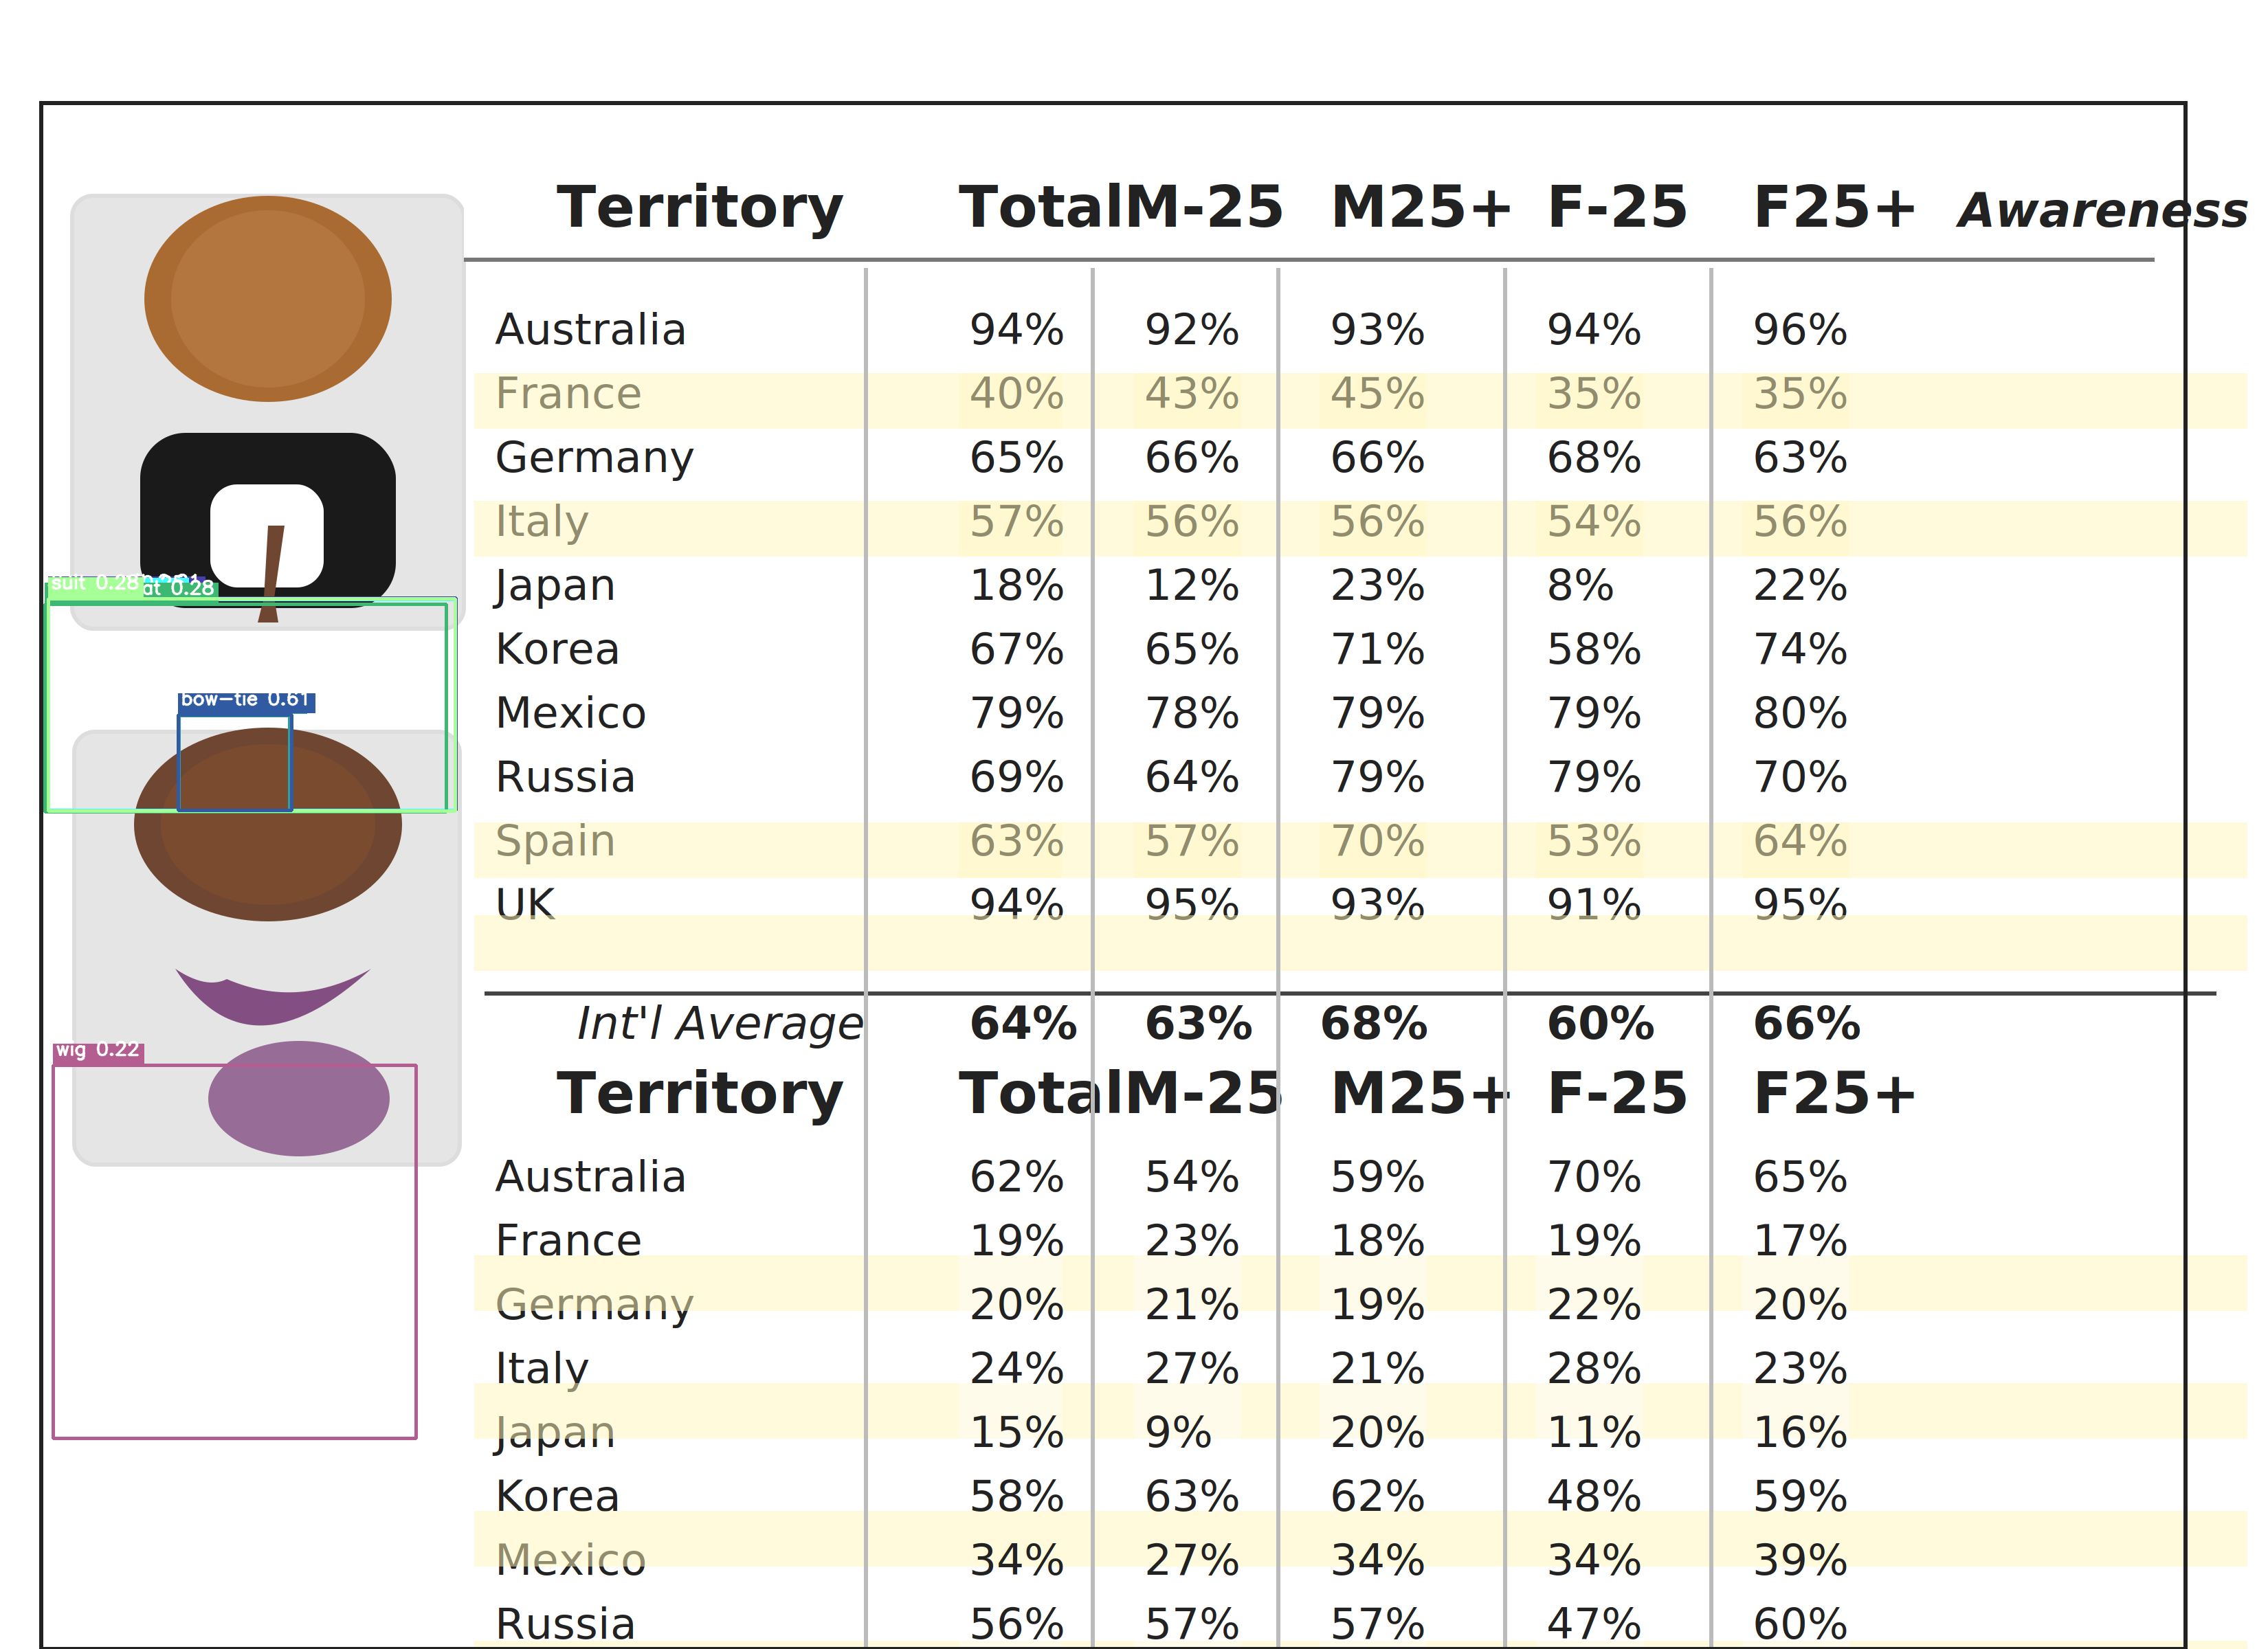 Territory Total M-25 M25+ F-25 F25+ Awareness
Australia 94% 92% 93% 94% 96%
France 40% 43% 45% 35% 35%
Germany 65% 66% 66% 68% 63%
Italy 57% 56% 56% 54% 56%
suit 0.28 at 0.28
Japan 18% 12% 23% 8% 22%
Korea 67% 65% 71% 58% 74%
bow-tie 0.61
Mexico 79% 78% 79% 79% 80%
Russia 69% 64% 79% 79% 70%
Spain 63% 57% 70% 53% 64%
UK 94% 95% 93% 91% 95%
Int'l Average 64% 63% 68% 60% 66%
wig 0.22
Territory Total M-25 M25+ F-25 F25+
Australia 62% 54% 59% 70% 65%
France 19% 23% 18% 19% 17%
Germany 20% 21% 19% 22% 20%
Italy 24% 27% 21% 28% 23%
Japan 15% 9% 20% 11% 16%
Korea 58% 63% 62% 48% 59%
Mexico 34% 27% 34% 34% 39%
Russia 56% 57% 57% 47% 60%